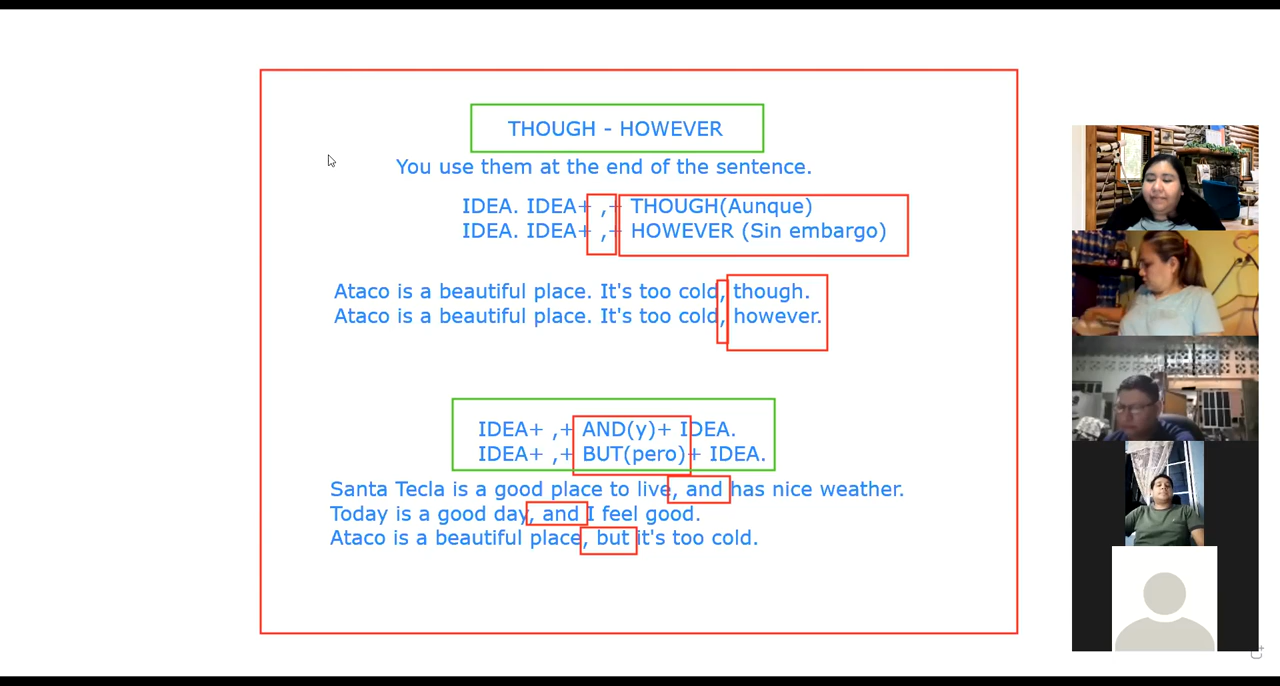 THOUGH - HOWEVER
You use them at the end of the sentence.
IDEA. IDEA+ ,+ THOUGH(Aunque)
IDEA. IDEA+ ,+ HOWEVER (Sin embargo)
Ataco is a beautiful place. It's too cold, though.
Ataco is a beautiful place. It's too cold, however.
IDEA+ ,+ AND(y)+ IDEA.
IDEA+ ,+ BUT(pero)+ IDEA.
Santa Tecla is a good place to live, and has nice weather.
Today is a good day, and I feel good.
Ataco is a beautiful place, but it's too cold.